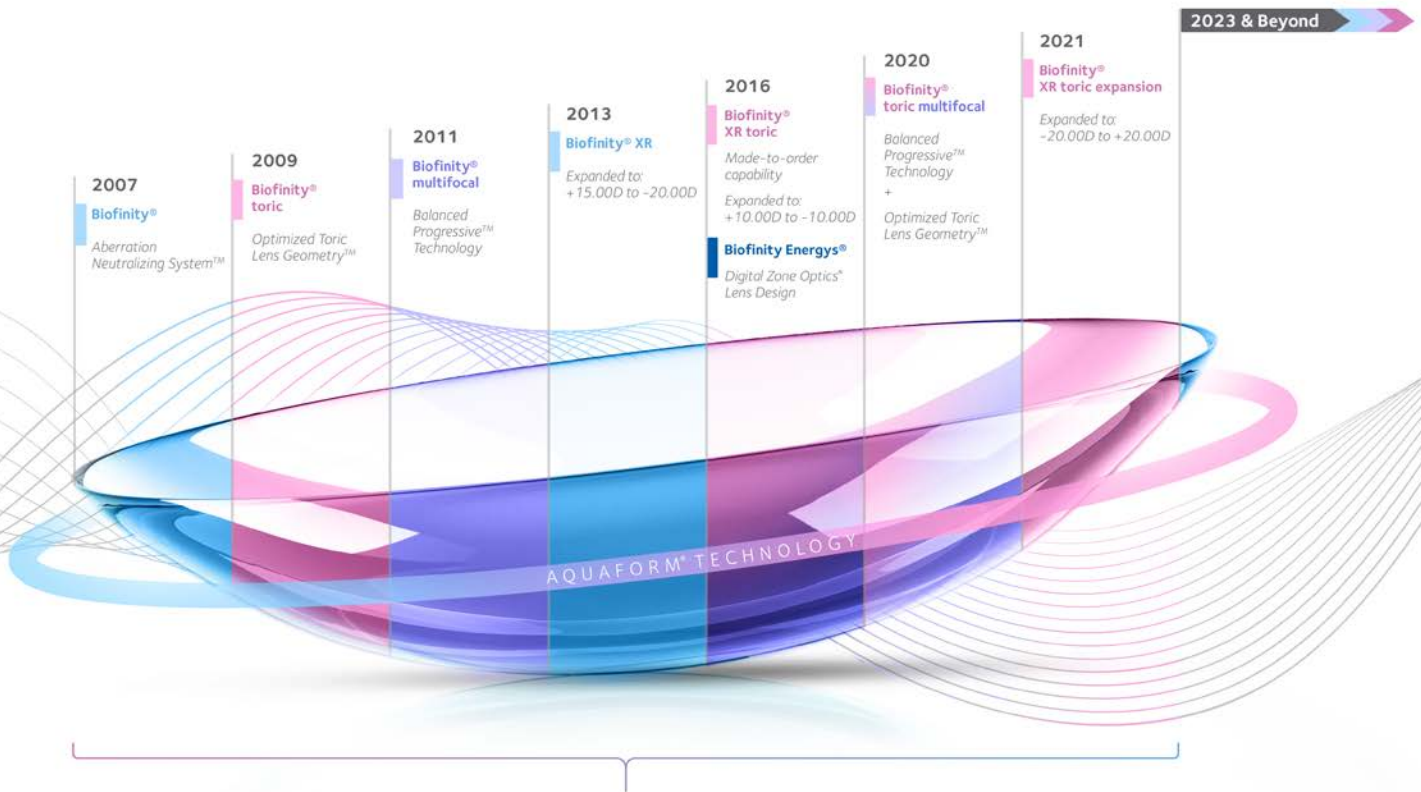 2007
Biofinity®
Aberration
Neutralizing System™
2009
Biofinity®
toric
Optimized Toric
Lens Geometry™
2011
Biofinity®
multifocal
Balanced
Progressive™
Technology
2013
Biofinity® XR
Expanded to:
+15.00D to -20.00D
2016
Biofinity®
XR toric
Made-to-order
capability
Expanded to:
+10.00D to -10.00D
Biofinity Energys®
Digital Zone Optics®
Lens Design
2020
Biofinity®
toric multifocal
Balanced
Progressive™
Technology
+
Optimized Toric
Lens Geometry™
2021
Biofinity®
XR toric expansion
Expanded to:
-20.00D to +20.00D
2023 & Beyond
AQUAFORM® TECHNOLOGY